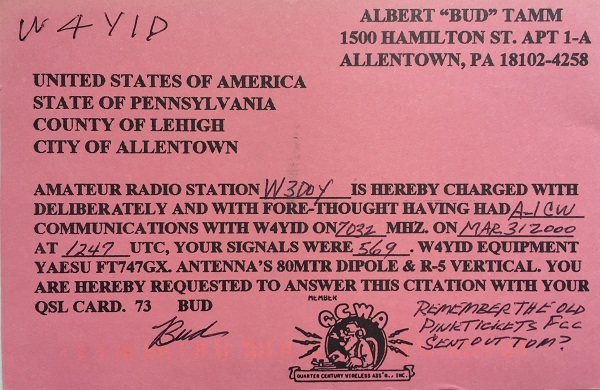 W4YID
ALBERT “BUD” TAMM
1500 HAMILTON ST. APT 1-A
ALLENTOWN, PA 18102-4258
UNITED STATES OF AMERICA
STATE OF PENNSYLVANIA
COUNTY OF LEHIGH
CITY OF ALLENTOWN
AMATEUR RADIO STATION W3DOY IS HEREBY CHARGED WITH
DELIBERATELY AND WITH FORE-THOUGHT HAVING HAD A-1 CW
COMMUNICATIONS WITH W4YID ON 7032 MHZ. ON MAR 31 2000
AT 1247 UTC, YOUR SIGNALS WERE 569. W4YID EQUIPMENT
YAESU FT747GX. ANTENNA’S 80MTR DIPOLE & R-5 VERTICAL. YOU
ARE HEREBY REQUESTED TO ANSWER THIS CITATION WITH YOUR
QSL CARD. 73 BUD
Bud
MEMBER
QCWA
QUARTER CENTURY WIRELESS ASS'N., INC.
REMEMBER THE OLD
PINK TICKETS FCC
SENT OUT TOM?